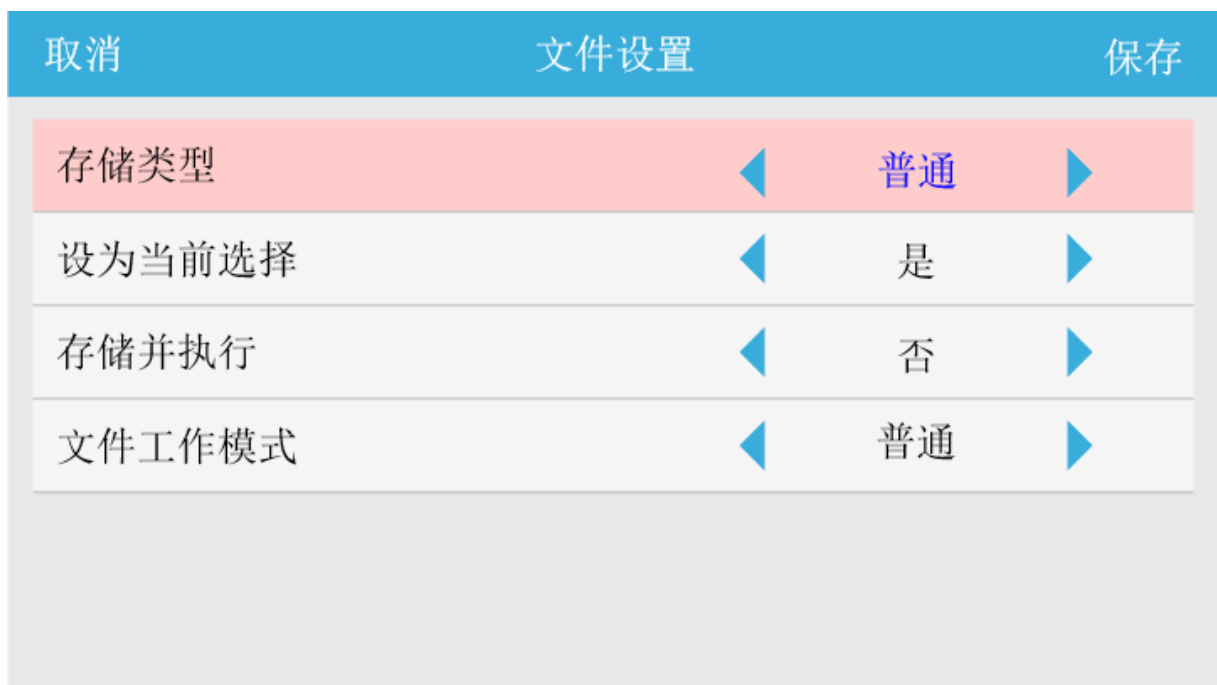 取消 文件设置 保存
存储类型 普通
设为当前选择 是
存储并执行 否
文件工作模式 普通